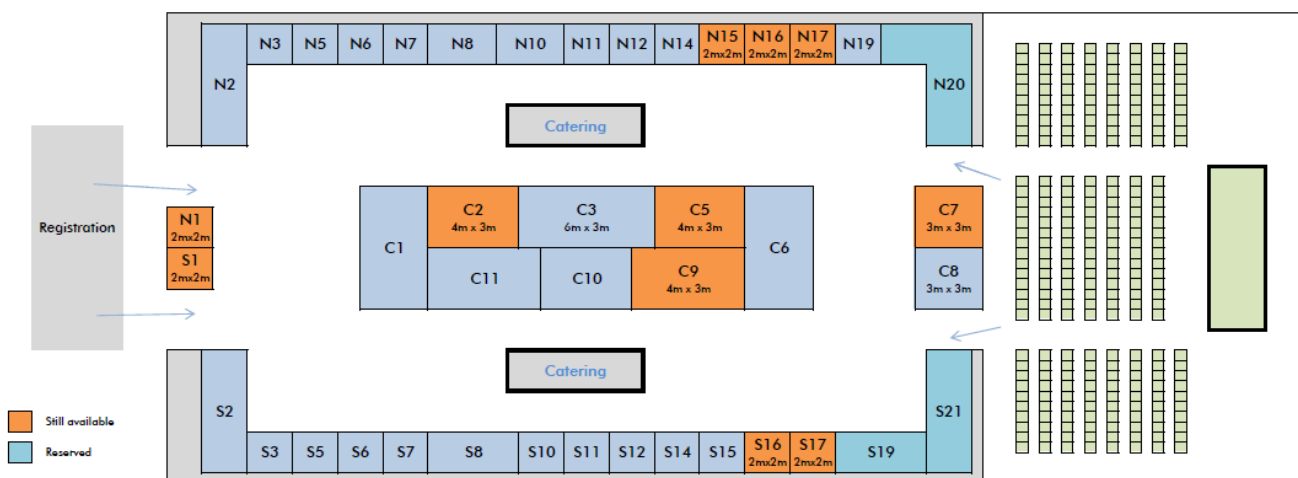 N3 N5 N6 N7 N8 N10 N11 N12 N14 N15 N16 N17 N19
2mx2m 2mx2m 2mx2m
N2 N20
Catering
Registration
N1
2mx2m
S1
2mx2m
C1
C2
4m x 3m
C3
6m x 3m
C5
4m x 3m
C6
C7
3m x 3m
C11 C10
C9
4m x 3m
C8
3m x 3m
Catering
S2 S21
Still available
Reserved
S3 S5 S6 S7 S8 S10 S11 S12 S14 S15 S16 S17 S19
2mx2m 2mx2m